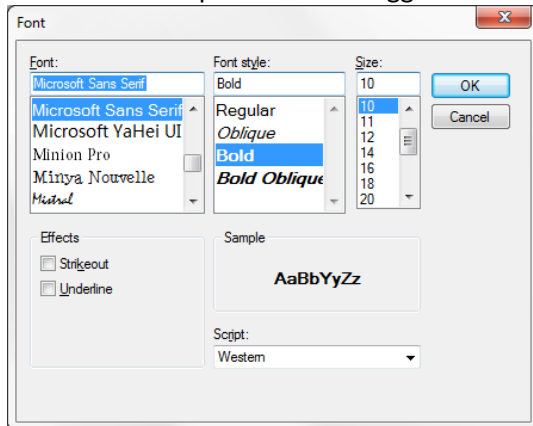 Font
Font: Font style: Size:
Microsoft Sans Serif Bold 10
Microsoft Sans Serif Regular 10
Microsoft YaHei UI Oblique 11
Minion Pro Bold 12
Minya Nouvelle Bold Oblique 14
Mistral 16
18
20
OK
Cancel
Effects
Strikeout
Underline
Sample
AaBbYyZz
Script:
Western